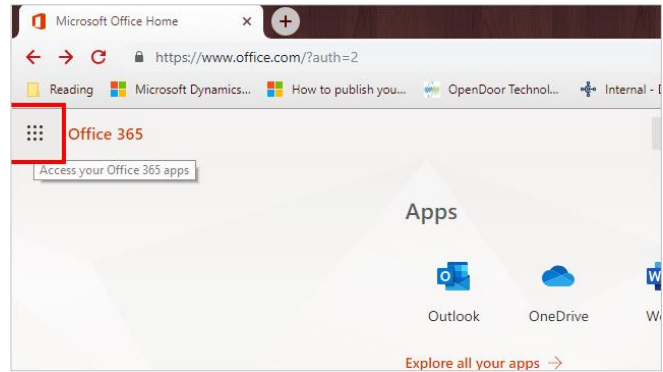 Microsoft Office Home
https://www.office.com/?auth=2
Reading Microsoft Dynamics... How to publish you... OpenDoor Technol... Internal -
Office 365
Access your Office 365 apps
Apps
Outlook OneDrive
Explore all your apps →